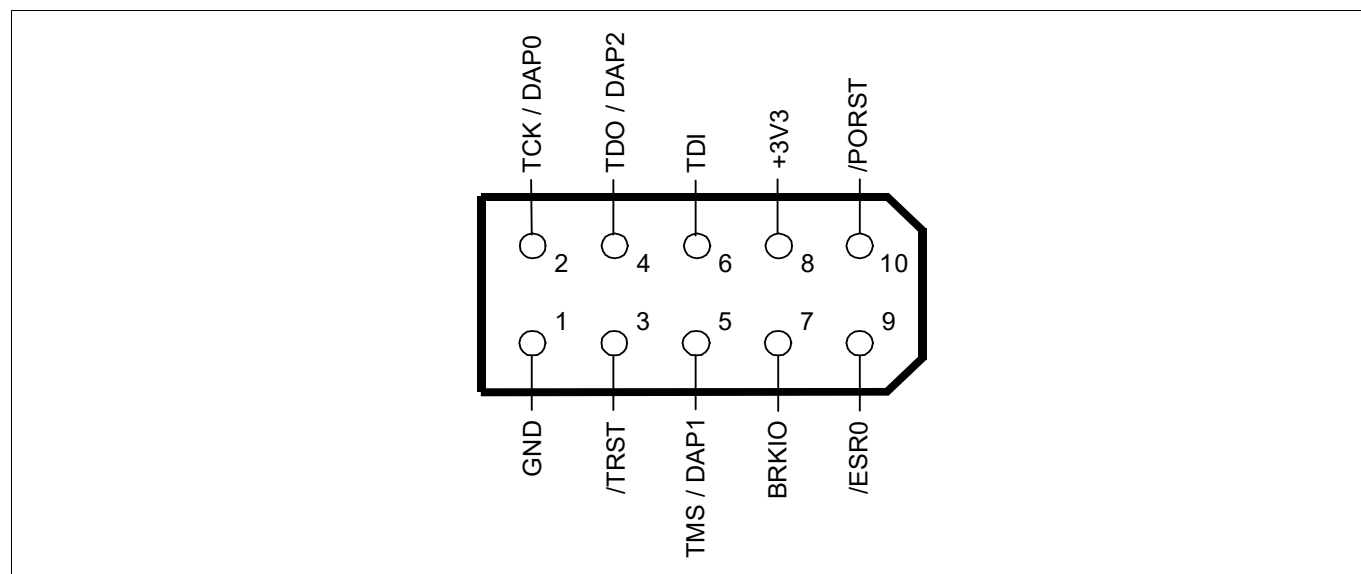 TCK / DAP0
TDO / DAP2
TDI
+3V3
/PORST
2
4
6
8
10
1
3
5
7
9
GND
/TRST
TMS / DAP1
BRKIO
/ESR0